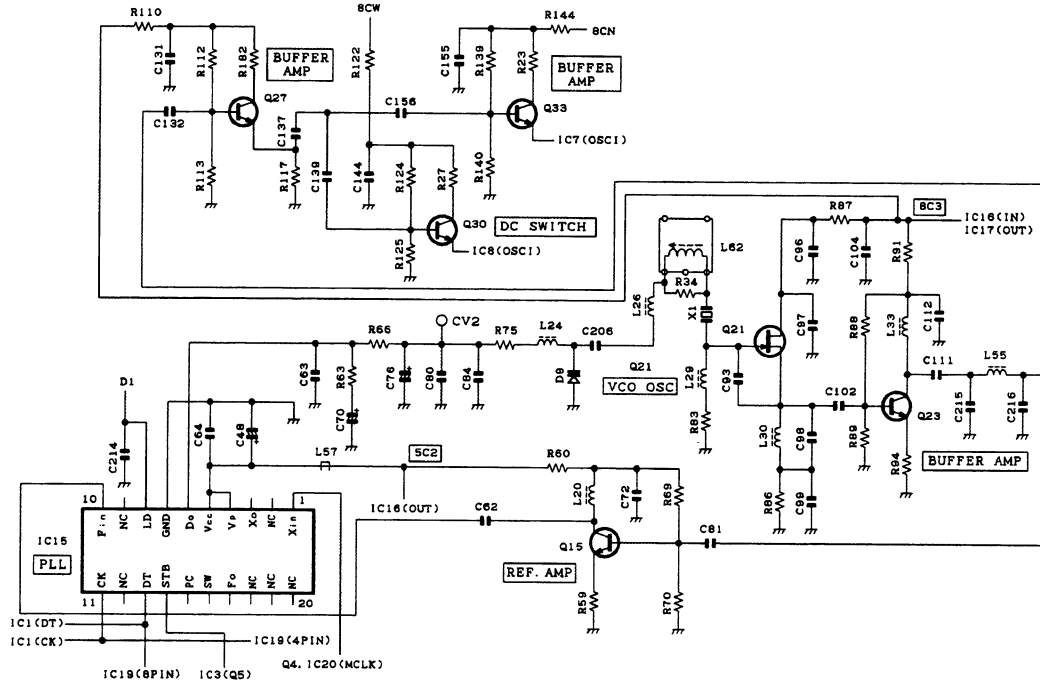 R110
8CW
R144
8CN
C131
R112
R182
BUFFER
AMP
R122
C155
R139
R23
BUFFER
AMP
Q27
C156
Q33
C132
C137
IC7(OSCI)
R113
R117
C139
C144
R124
R27
R140
Q30
DC SWITCH
R125
IC8(OSCI)
R87
8C3
IC16(IN)
IC17(OUT)
L62
C96
C104
R91
R34
L26
X1
CV2
R66
R75
L24
C206
Q21
C97
R88
L33
C112
Q21
VCO OSC
C111
L55
D1
C63
R63
C76
C80
C84
D8
L29
C93
C102
Q23
C215
C216
C70
R83
C64
C48
L30
C98
R89
C214
L57
5C2
R60
BUFFER AMP
R94
L20
C72
R69
R86
C99
10
1
IC16(OUT)
C62
C81
Fin
NC
LD
GND
Do
Vcc
Vp
Xo
NC
Xin
IC15
PLL
Q15
REF. AMP
CK
NC
DT
STB
PC
SW
Fo
NC
NC
NC
R59
R70
11
20
IC1(DT)
IC1(CK)
IC19(4PIN)
IC19(8PIN)
IC3(Q5)
Q4, IC20(MCLK)